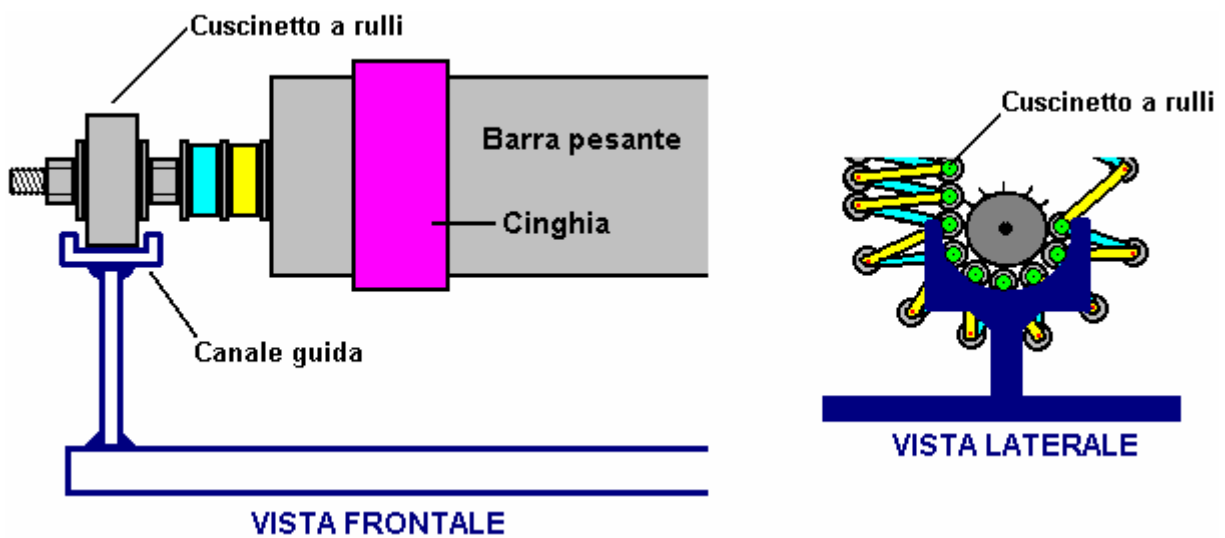 Cuscinetto a rulli
Barra pesante
Cinghia
Canale guida
VISTA FRONTALE
Cuscinetto a rulli
VISTA LATERALE